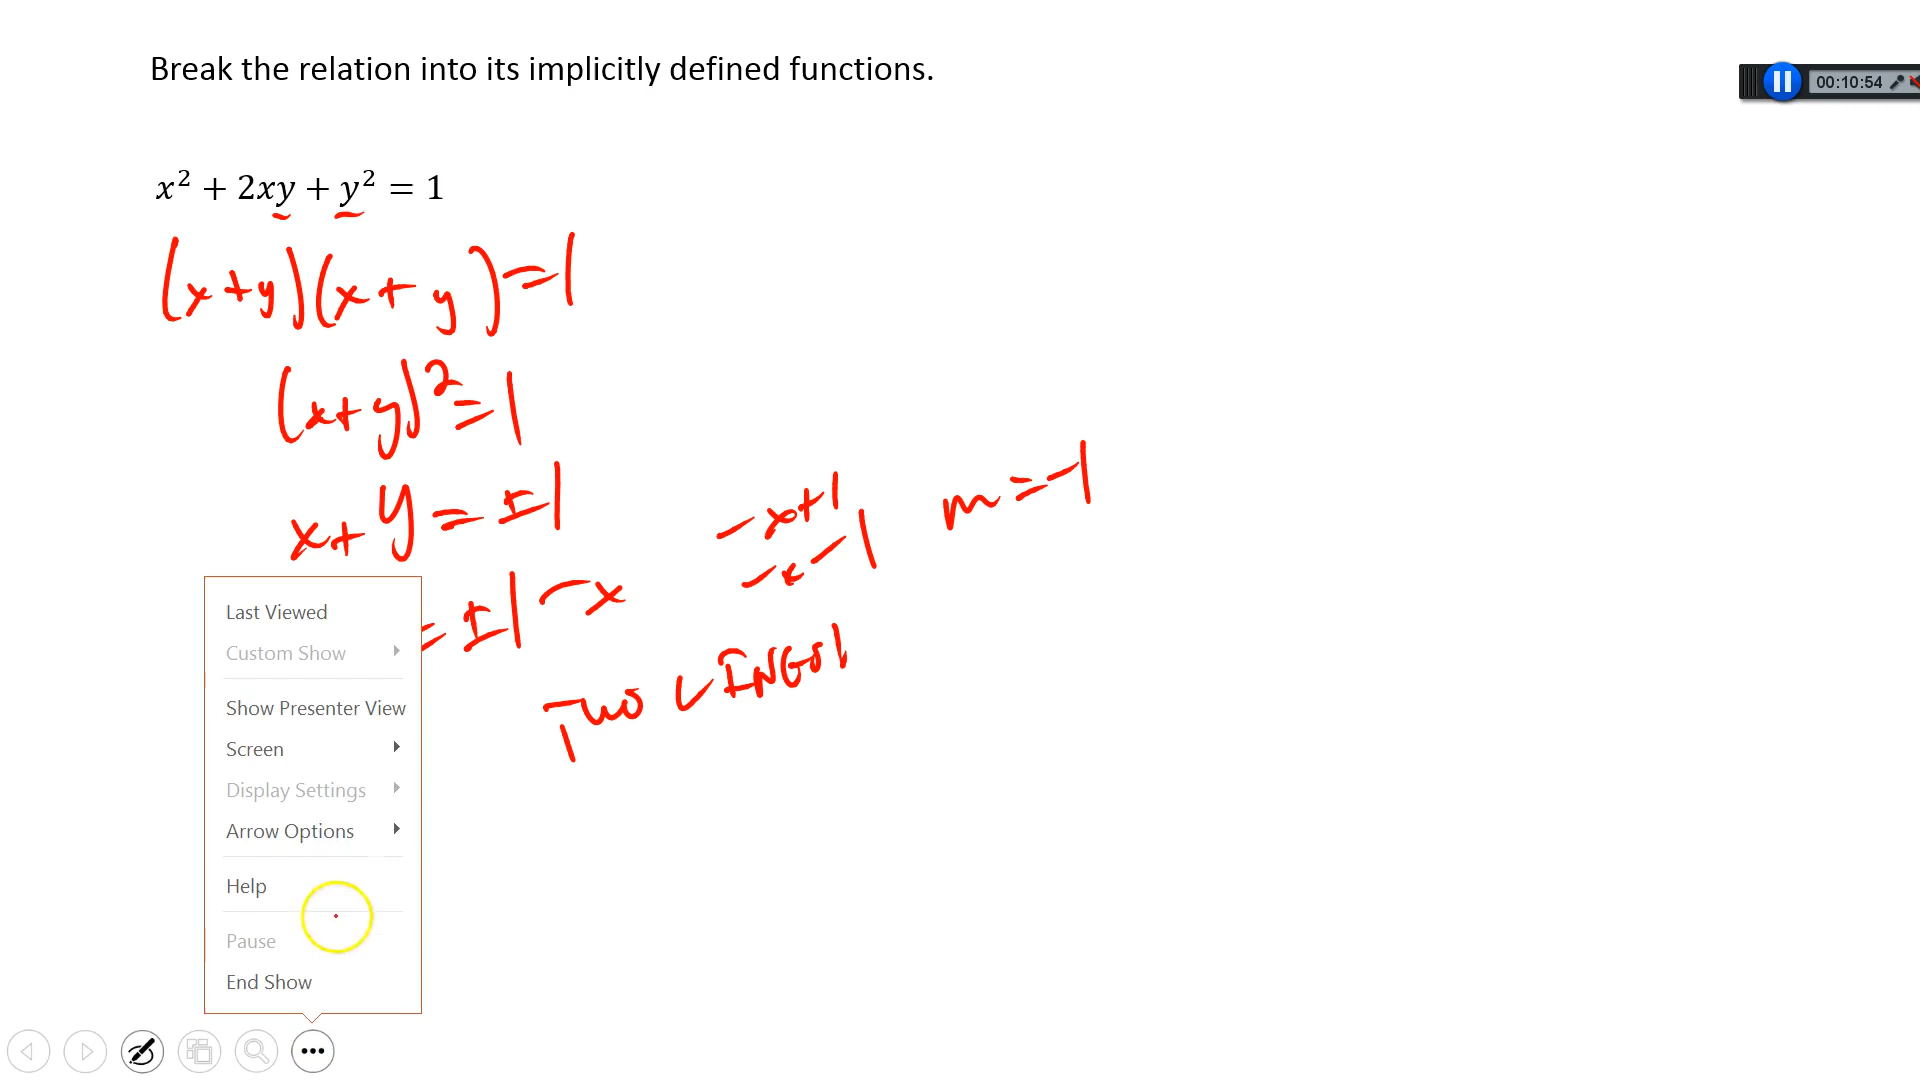 Break the relation into its implicitly defined functions.
00:10:54
x² + 2xy + y² = 1
(x+y)(x+y)=1
(x+y)²=1
x+y=±1
-x+1
-x-1
m=-1
=±1-x
Two LINES!
Last Viewed
Custom Show
Show Presenter View
Screen
Display Settings
Arrow Options
Help
Pause
End Show